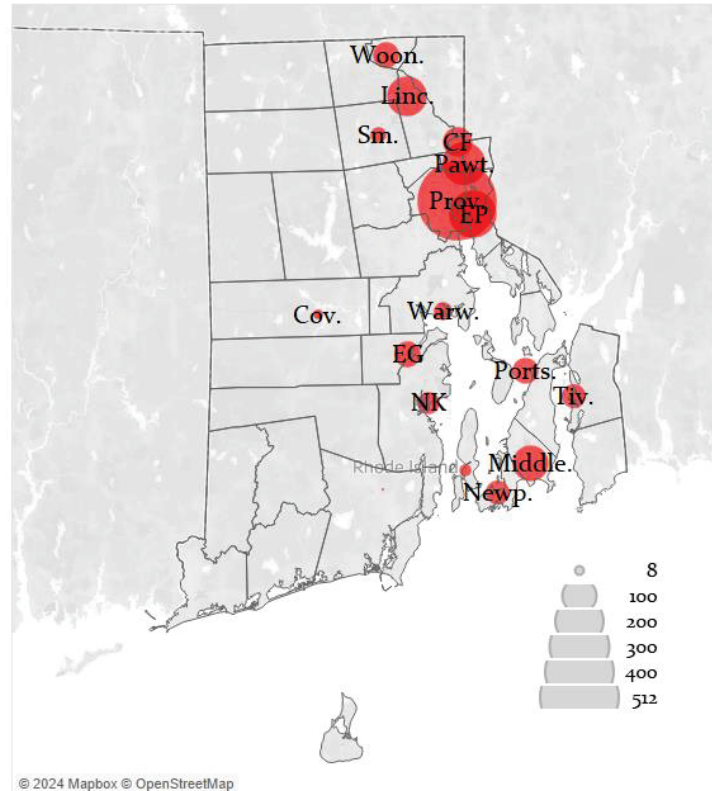 Woon.
Linc.
Sm.
CF
Pawt.
Prov.
EP
Cov.
Warw.
EG
Ports.
NK
Tiv.
Middle.
Rhode Island
Newp.
8
100
200
300
400
512
© 2024 Mapbox © OpenStreetMap